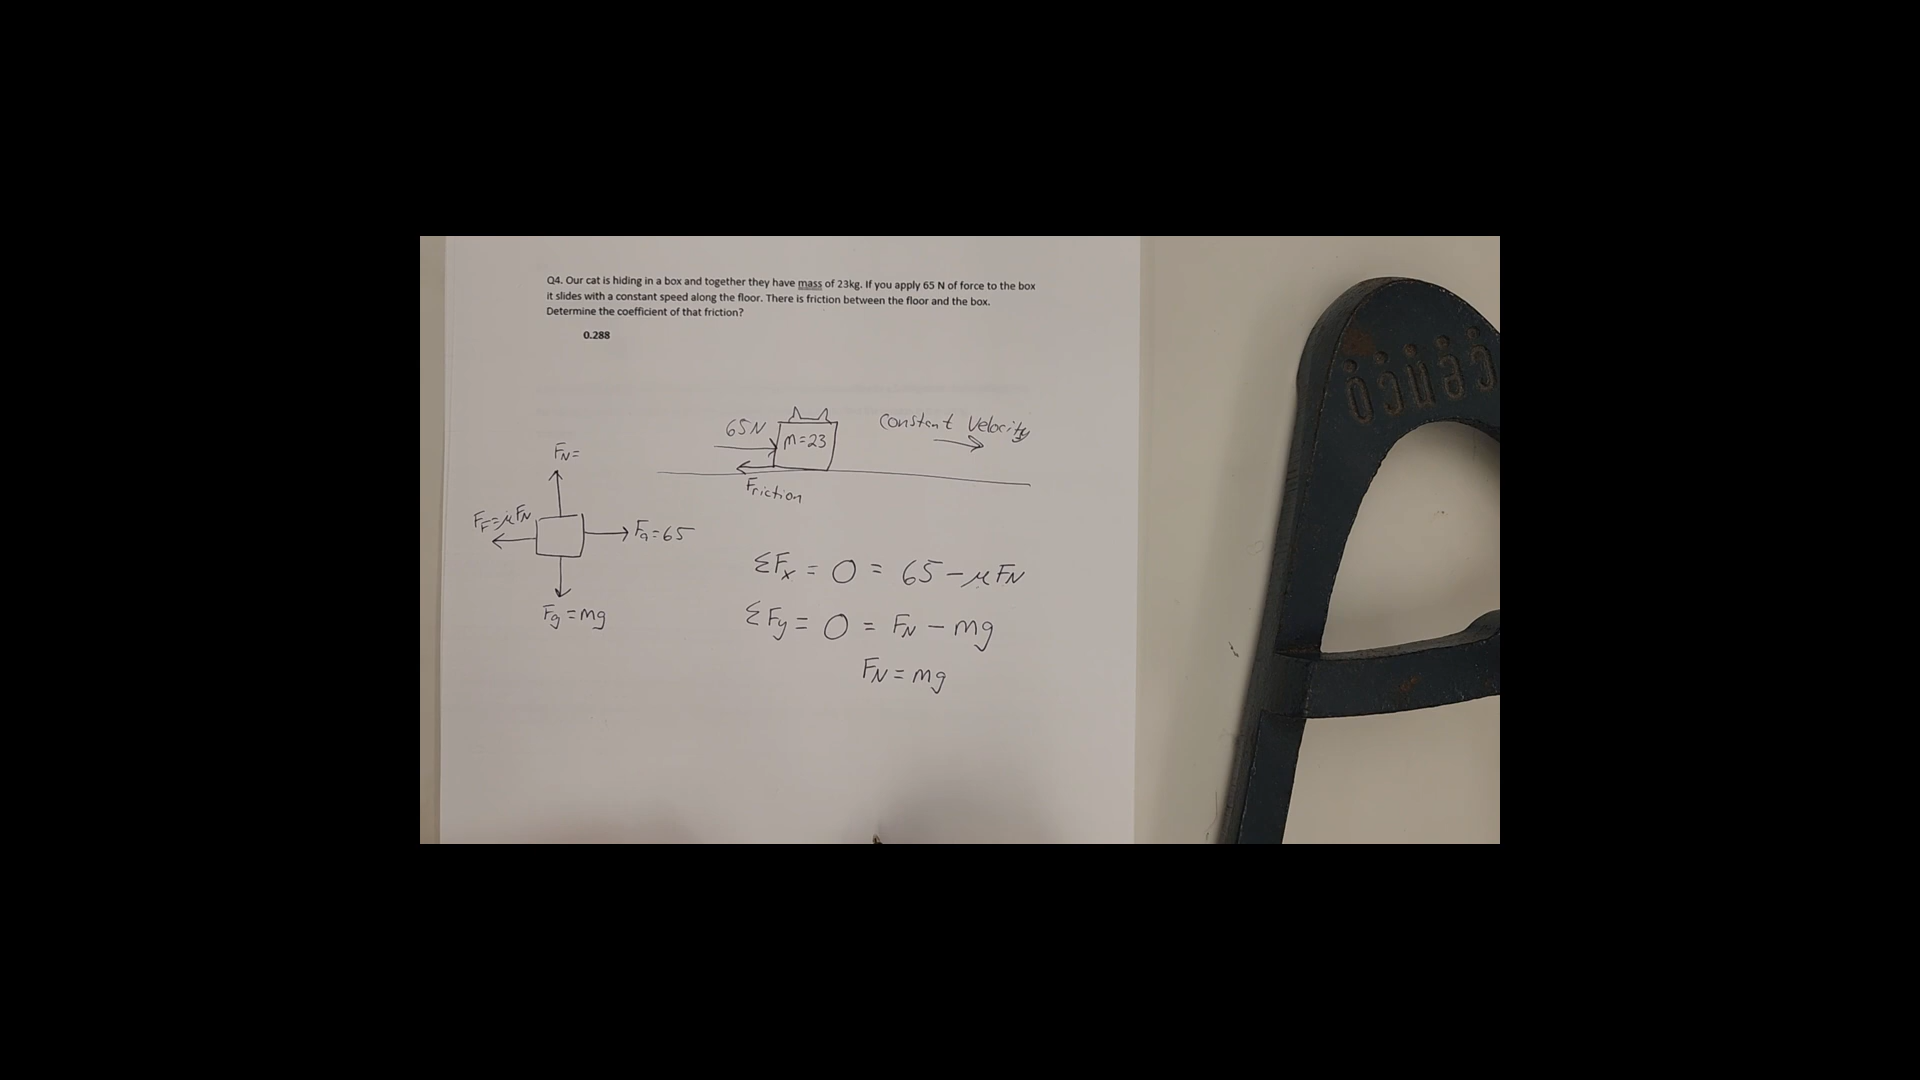 Q4. Our cat is hiding in a box and together they have mass of 23kg. If you apply 65 N of force to the box
it slides with a constant speed along the floor. There is friction between the floor and the box.
Determine the coefficient of that friction?
0.288
65N
m=23
Constant Velocity
Friction
FN=
FF=μFN
Fa=65
Fg=mg
ΣFx = 0 = 65-μFN
ΣFy = 0 = FN - mg
FN=mg